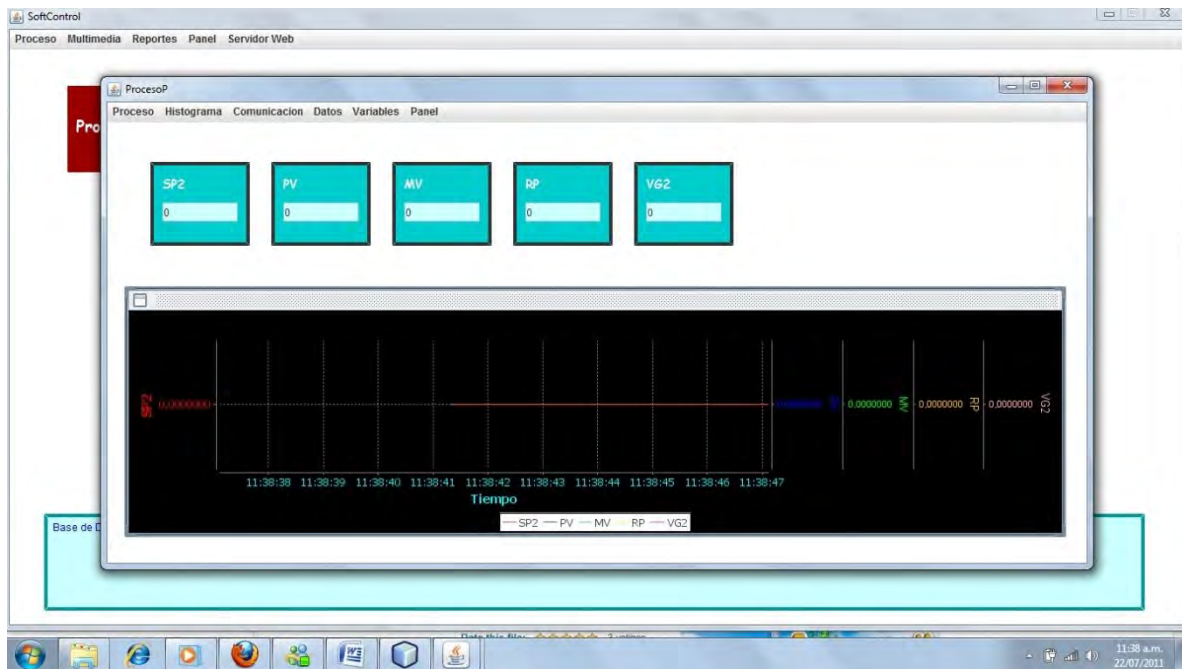 SoftControl
Proceso Multimedia Reportes Panel Servidor Web
ProcesoP
Proceso Histograma Comunicacion Datos Variables Panel
Pro
SP2 PV MV RP VG2
0 0 0 0 0
SP2 0,0000000 0,0000000 MV 0,0000000 RP 0,0000000 VG2
11:38:38 11:38:39 11:38:40 11:38:41 11:38:42 11:38:43 11:38:44 11:38:45 11:38:46 11:38:47
Tiempo
SP2 PV MV RP VG2
Base de D
11:38 a.m.
22/07/2011